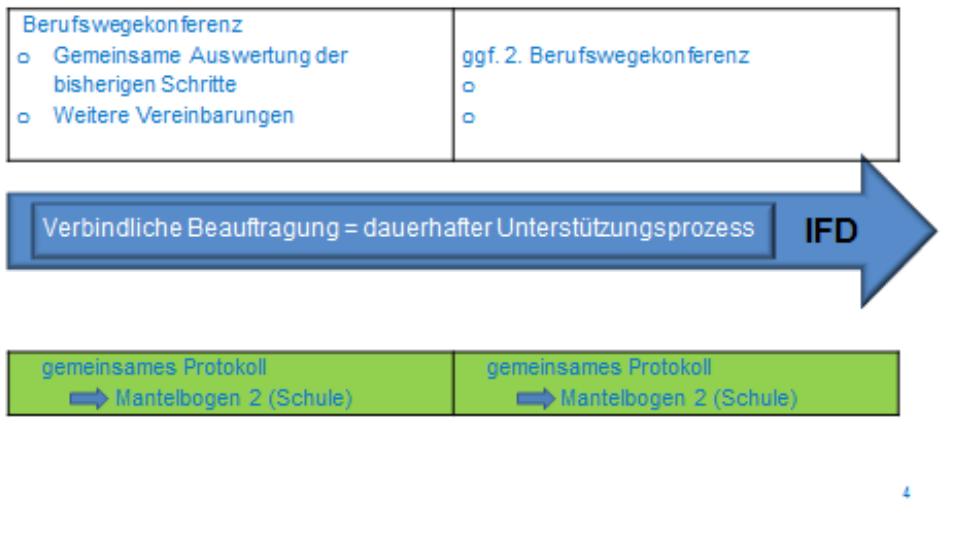 Berufswegekonferenz
o Gemeinsame Auswertung der
bisherigen Schritte
o Weitere Vereinbarungen
ggf. 2. Berufswegekonferenz
o
o
Verbindliche Beauftragung = dauerhafter Unterstützungsprozess
IFD
gemeinsames Protokoll
Mantelbogen 2 (Schule)
gemeinsames Protokoll
Mantelbogen 2 (Schule)
4